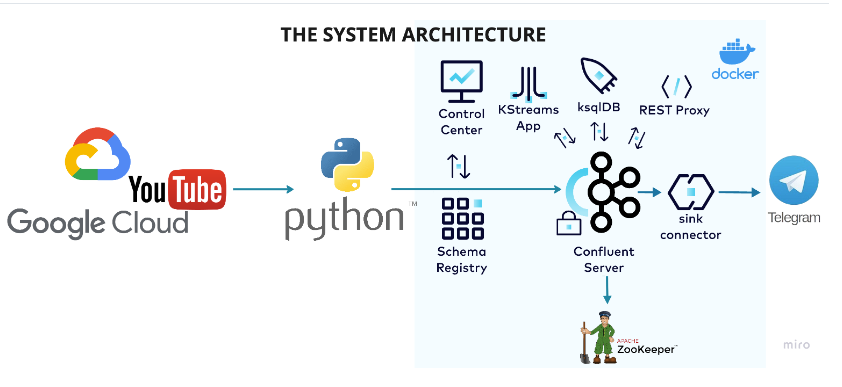 THE SYSTEM ARCHITECTURE
docker
Control
Center
KStreams
App
ksqlDB
REST Proxy
YouTube
Google Cloud
python™
Schema
Registry
Confluent
Server
sink
connector
Telegram
APACHE
ZooKeeper™
miro